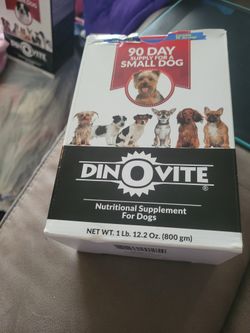 90 DAY
SUPPLY FOR A
SMALL DOG
DINOVITE®
Nutritional Supplement
For Dogs
NET WT. 1 Lb. 12.2 Oz. (800 gm)